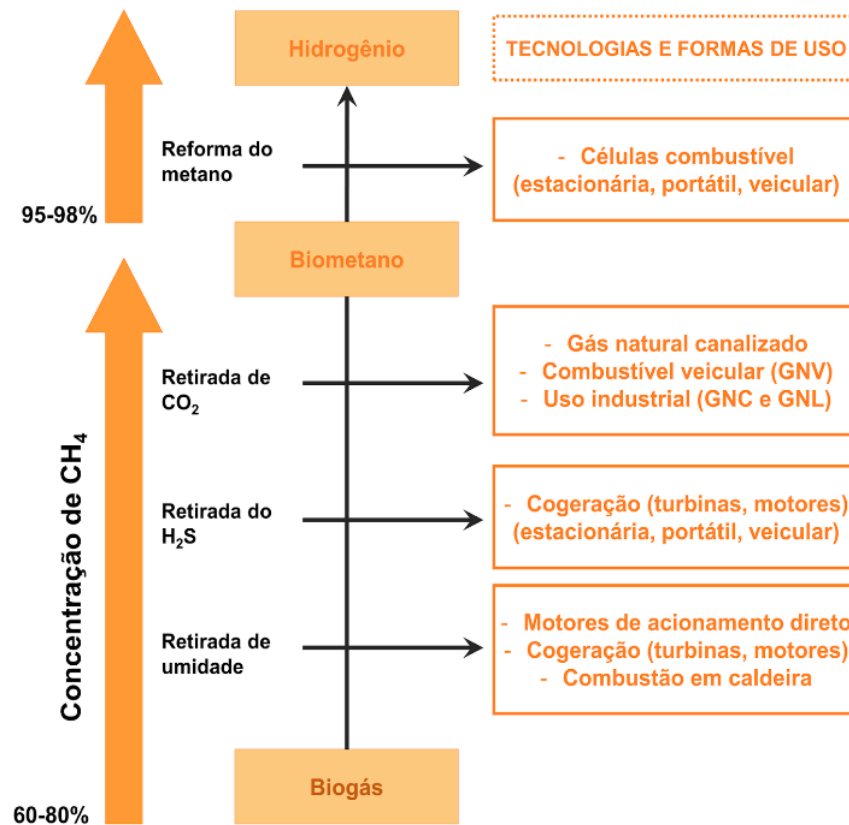 Hidrogênio
TECNOLOGIAS E FORMAS DE USO
Reforma do
metano
- Células combustível
(estacionária, portátil, veicular)
95-98%
Biometano
Retirada de
CO₂
- Gás natural canalizado
- Combustível veicular (GNV)
- Uso industrial (GNC e GNL)
Concentração de CH₄
Retirada do
H₂S
- Cogeração (turbinas, motores)
(estacionária, portátil, veicular)
Retirada de
umidade
- Motores de acionamento direto
- Cogeração (turbinas, motores)
- Combustão em caldeira
Biogás
60-80%